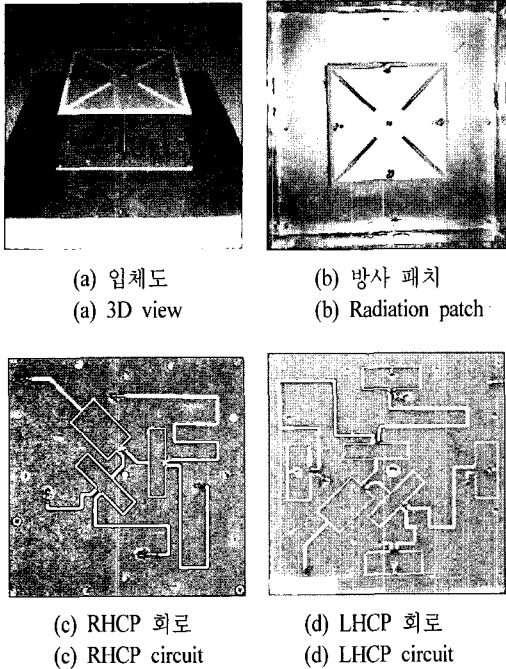 (a) 입체도
(a) 3D view
(b) 방사 패치
(b) Radiation patch
(c) RHCP 회로
(c) RHCP circuit
(d) LHCP 회로
(d) LHCP circuit